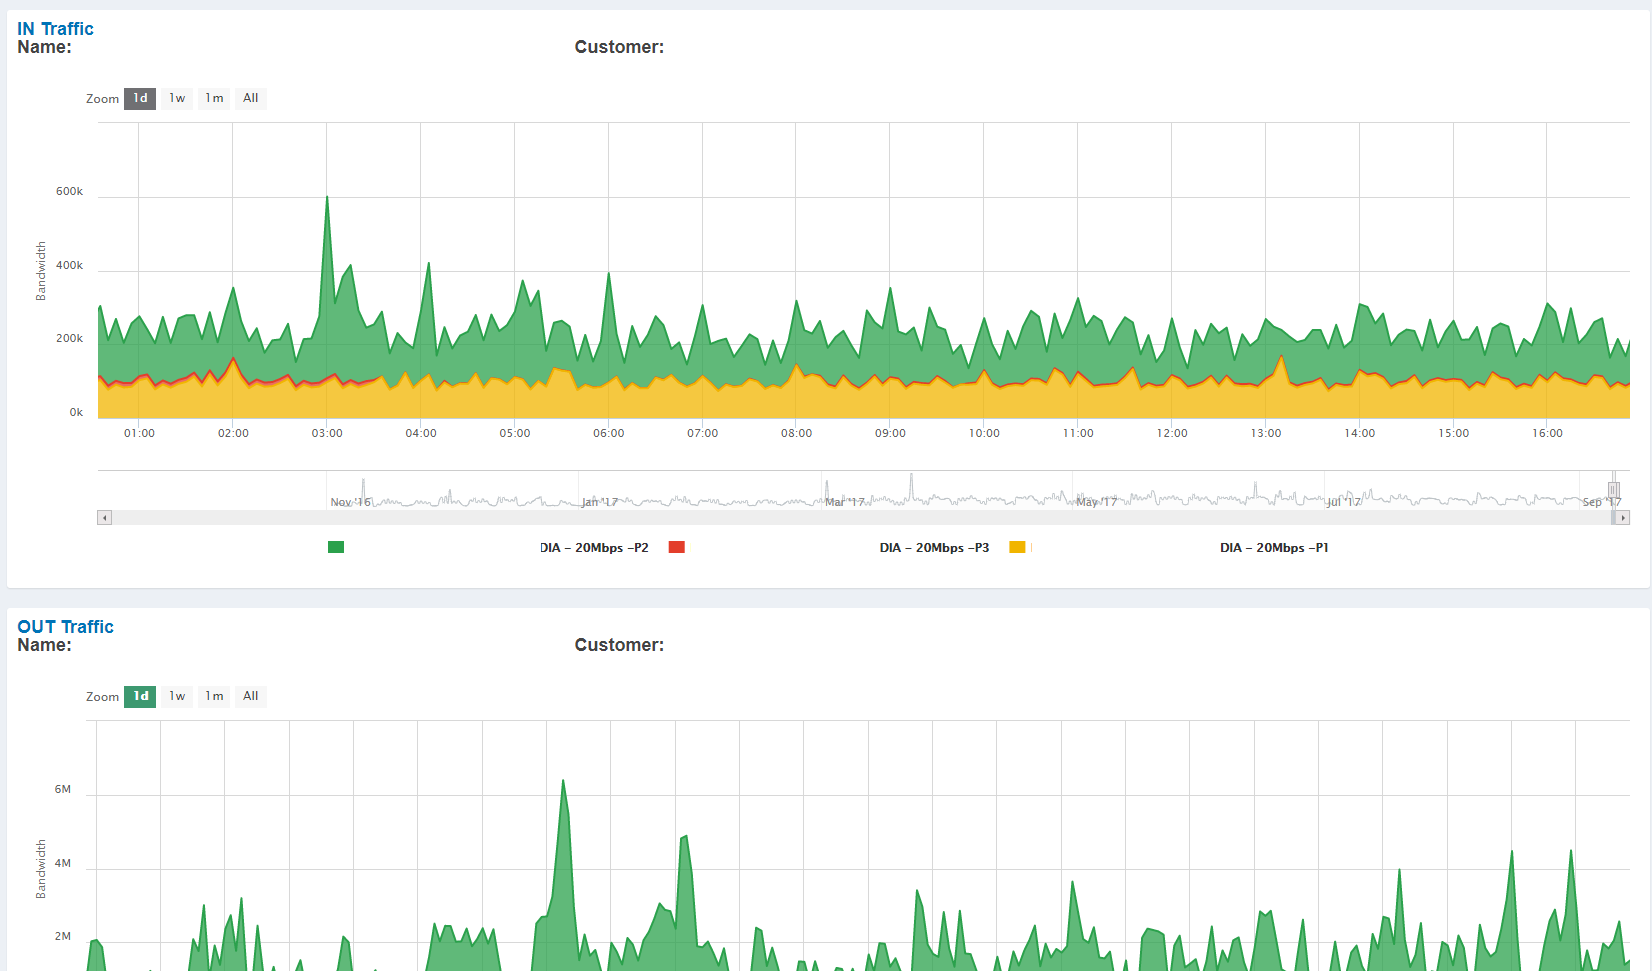 IN Traffic
Name: Customer:
Zoom 1d 1w 1m All
600k
400k
200k
0k
Bandwidth
01:00 02:00 03:00 04:00 05:00 06:00 07:00 08:00 09:00 10:00 11:00 12:00 13:00 14:00 15:00 16:00
Nov '16 Jan '17 Mar '17 May '17 Jul '17 Sep '17
DIA - 20Mbps -P2 DIA - 20Mbps -P3 DIA - 20Mbps -P1
OUT Traffic
Name: Customer:
Zoom 1d 1w 1m All
6M
4M
2M
Bandwidth